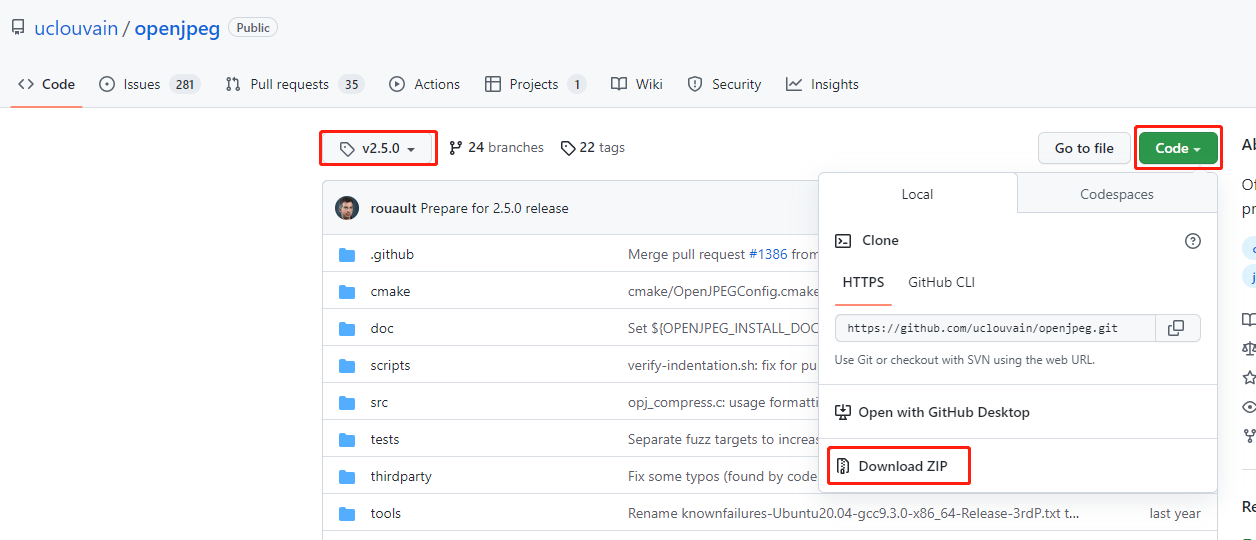 uclouvain / openjpeg Public
Code Issues 281 Pull requests 35 Actions Projects 1 Wiki Security Insights
v2.5.0 24 branches 22 tags Go to file Code
Local Codespaces
rouault Prepare for 2.5.0 release
Clone
.github Merge pull request #1386 from
HTTPS GitHub CLI
cmake cmake/OpenJPEGConfig.cmake
https://github.com/uclouvain/openjpeg.git
doc Set ${OPENJPEG_INSTALL_DOC
Use Git or checkout with SVN using the web URL.
scripts verify-indentation.sh: fix for pu
src opj_compress.c: usage formatti
Open with GitHub Desktop
tests Separate fuzz targets to increas
Download ZIP
thirdparty Fix some typos (found by code
tools Rename knownfailures-Ubuntu20.04-gcc9.3.0-x86_64-Release-3rdP.txt t... last year
Ab
Of
pr
Re